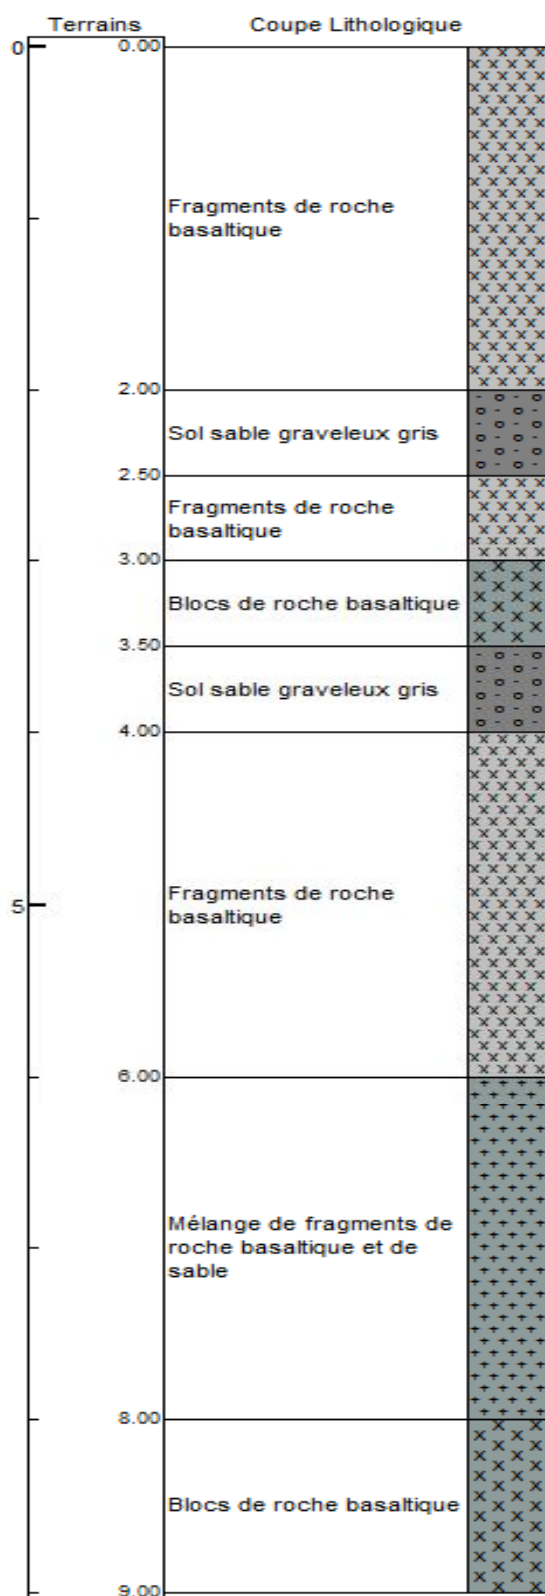 Terrains Coupe Lithologique
0 0.00
Fragments de roche
basaltique
2.00
Sol sable graveleux gris
2.50
Fragments de roche
basaltique
3.00
Blocs de roche basaltique
3.50
Sol sable graveleux gris
4.00
Fragments de roche
basaltique
5
6.00
Mélange de fragments de
roche basaltique et de
sable
8.00
Blocs de roche basaltique
9.00